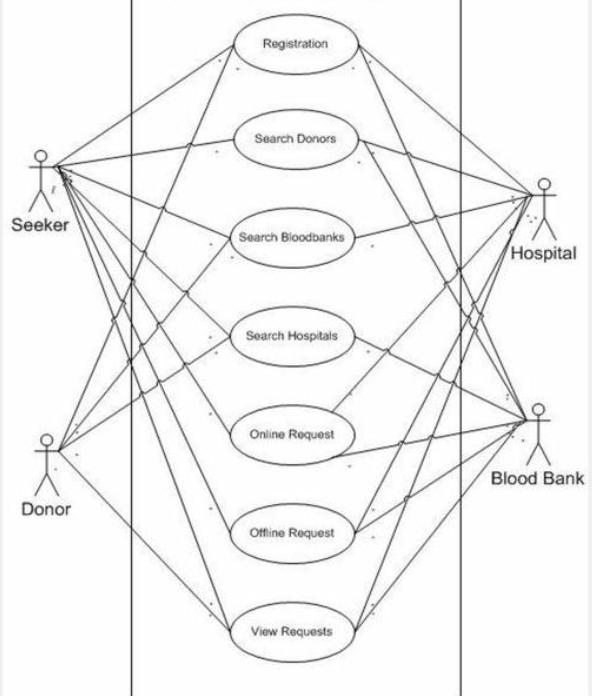 Registration
Search Donors
Seeker
Search Bloodbanks
Hospital
Search Hospitals
Online Request
Blood Bank
Donor
Offline Request
View Requests